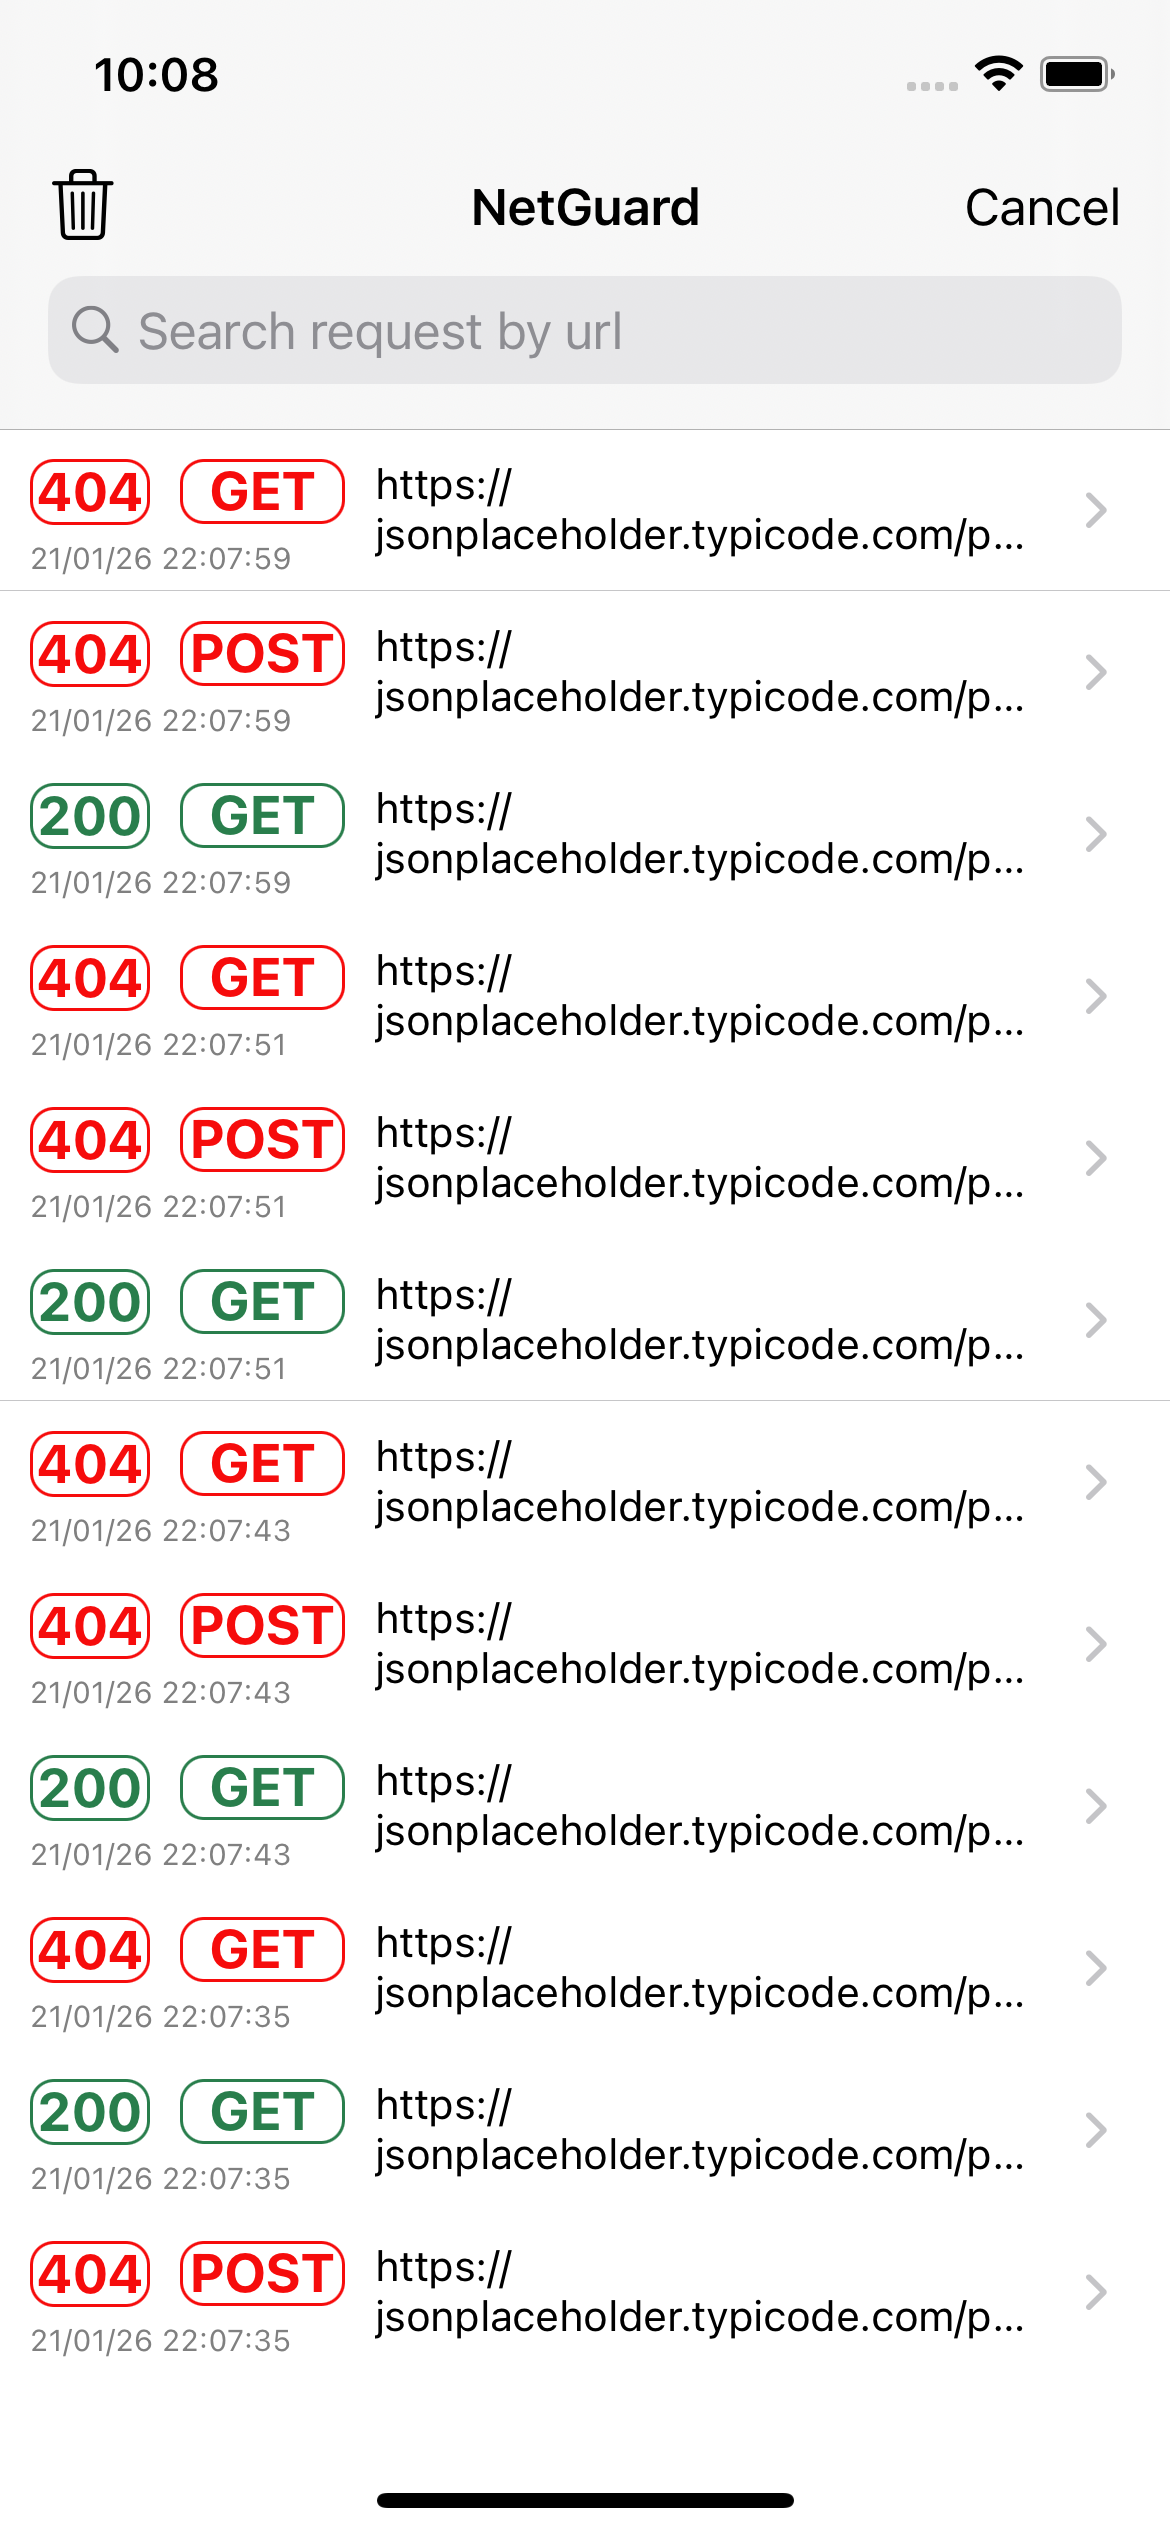 10:08
NetGuard
Cancel
Search request by url
404 GET https://
jsonplaceholder.typicode.com/p...
21/01/26 22:07:59
404 POST https://
jsonplaceholder.typicode.com/p...
21/01/26 22:07:59
200 GET https://
jsonplaceholder.typicode.com/p...
21/01/26 22:07:59
404 GET https://
jsonplaceholder.typicode.com/p...
21/01/26 22:07:51
404 POST https://
jsonplaceholder.typicode.com/p...
21/01/26 22:07:51
200 GET https://
jsonplaceholder.typicode.com/p...
21/01/26 22:07:51
404 GET https://
jsonplaceholder.typicode.com/p...
21/01/26 22:07:43
404 POST https://
jsonplaceholder.typicode.com/p...
21/01/26 22:07:43
200 GET https://
jsonplaceholder.typicode.com/p...
21/01/26 22:07:43
404 GET https://
jsonplaceholder.typicode.com/p...
21/01/26 22:07:35
200 GET https://
jsonplaceholder.typicode.com/p...
21/01/26 22:07:35
404 POST https://
jsonplaceholder.typicode.com/p...
21/01/26 22:07:35